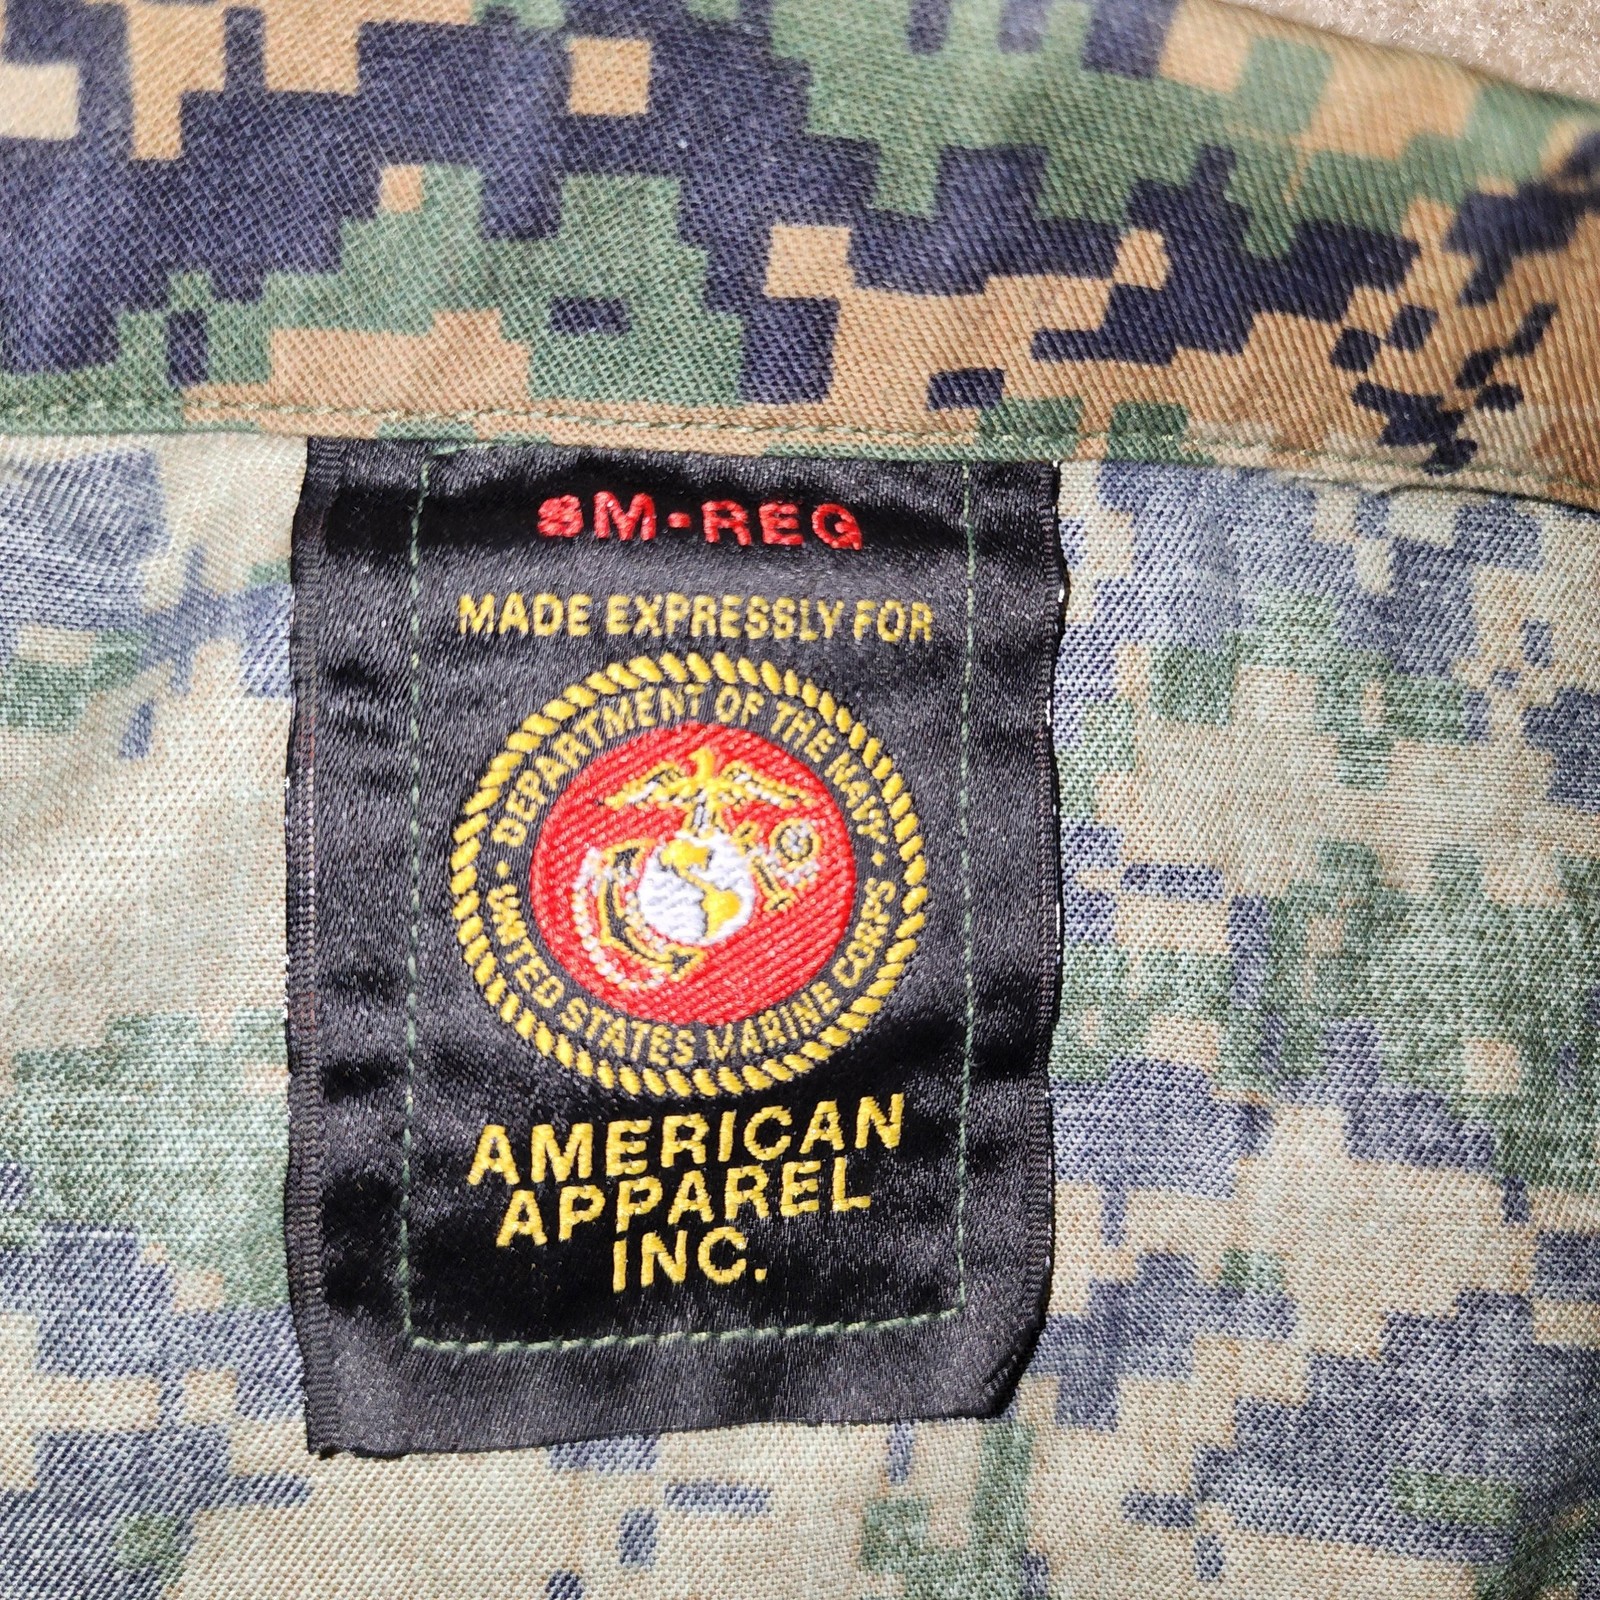 SM-REG
MADE EXPRESSLY FOR
· DEPARTMENT OF THE NAVY ·
UNITED STATES MARINE CORPS
AMERICAN
APPAREL
INC.